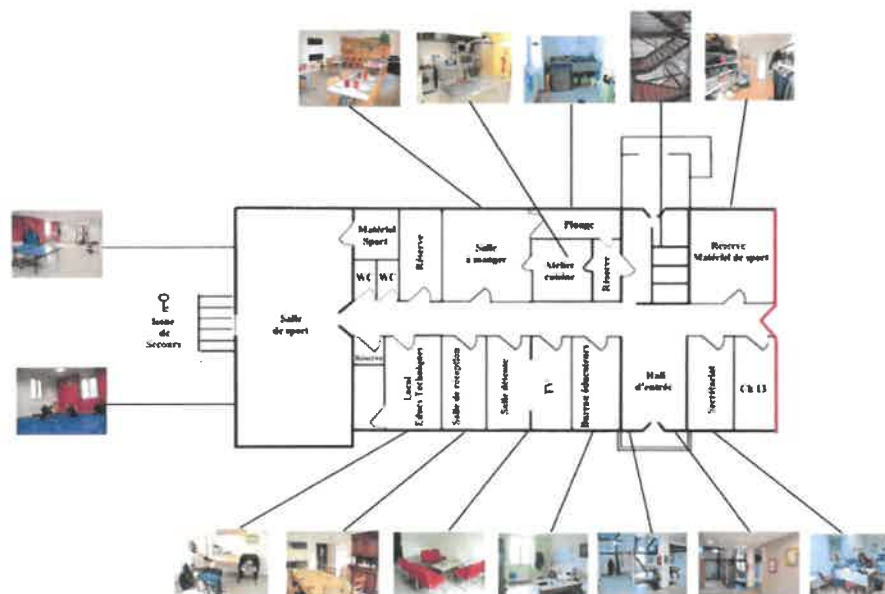 Matériel
Sport
WC
WC
Réserve
Salle
à manger
Plonge
Atelier
cuisine
Réserve
Réserve
Matériel de sport
Issue
de
Secours
Salle
de sport
Réserve
Local
Educs Techniques
Salle de réception
Salle détente
TV
Bureau éducateurs
Hall
d'entrée
Secrétariat
Ch 13